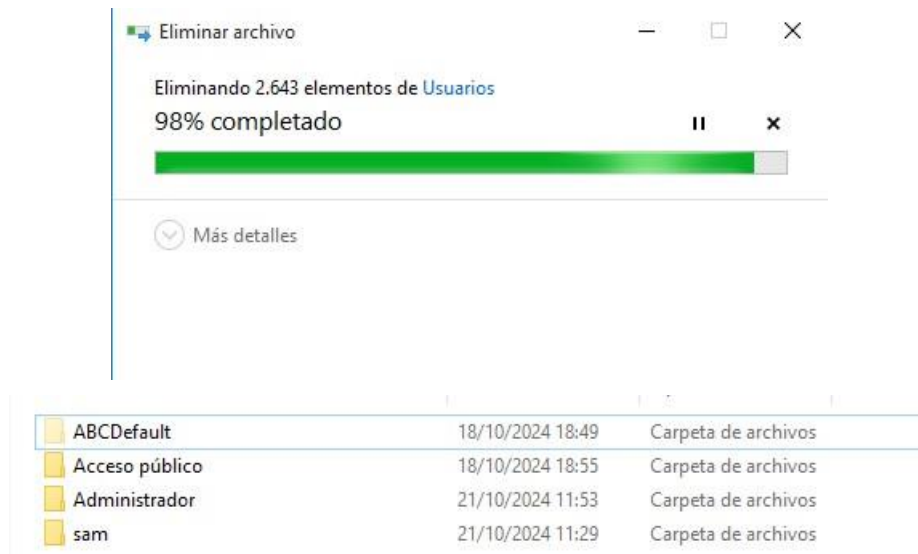 Eliminar archivo
Eliminando 2.643 elementos de Usuarios
98% completado
Más detalles
ABCDefault 18/10/2024 18:49 Carpeta de archivos
Acceso público 18/10/2024 18:55 Carpeta de archivos
Administrador 21/10/2024 11:53 Carpeta de archivos
sam 21/10/2024 11:29 Carpeta de archivos